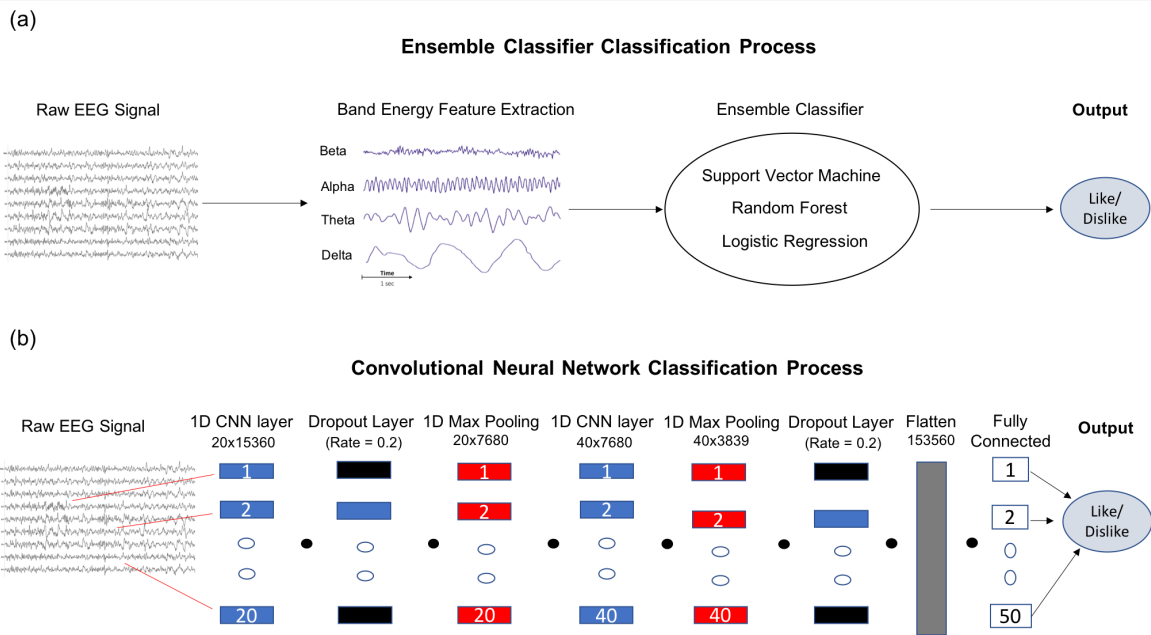 (a)
Ensemble Classifier Classification Process
Raw EEG Signal
Band Energy Feature Extraction
Ensemble Classifier
Output
Beta
Alpha
Theta
Delta
Time
1 sec
Support Vector Machine
Random Forest
Logistic Regression
Like/
Dislike
(b)
Convolutional Neural Network Classification Process
Raw EEG Signal
1D CNN layer
20x15360
Dropout Layer
(Rate = 0.2)
1D Max Pooling
20x7680
1D CNN layer
40x7680
1D Max Pooling
40x3839
Dropout Layer
(Rate = 0.2)
Flatten
153560
Fully
Connected
Output
1
1
1
1
1
2
2
2
2
2
20
20
40
40
50
Like/
Dislike